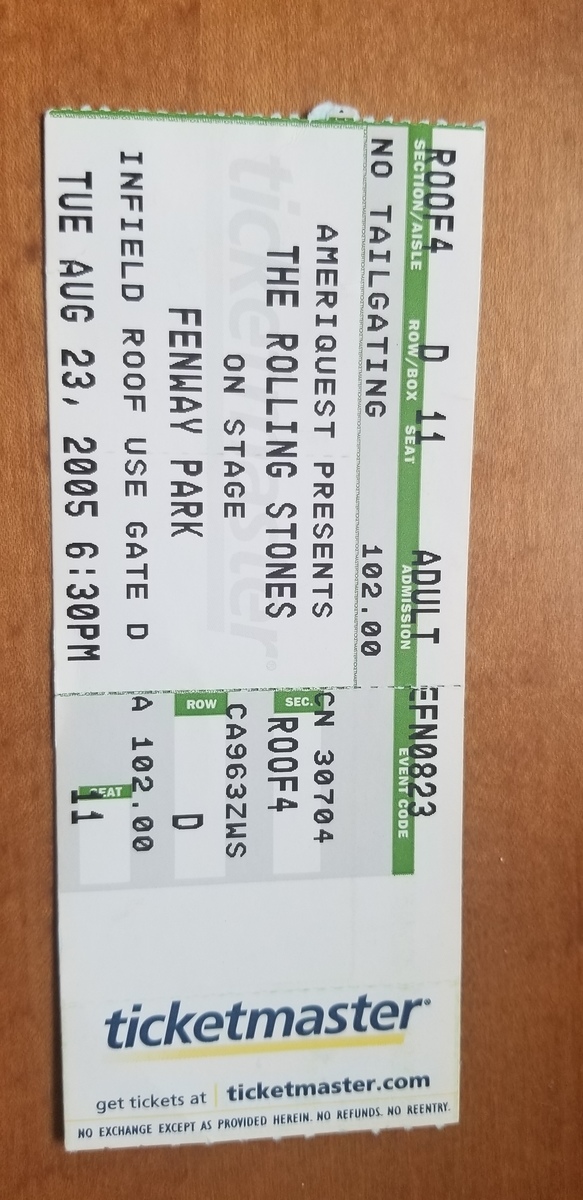 ROOF4 D 11 ADULT EFN0823
SECTION/AISLE ROW/BOX SEAT ADMISSION EVENT CODE
NO TAILGATING 102.00
AMERIQUEST PRESENTS
THE ROLLING STONES
ON STAGE
FENWAY PARK
INFIELD ROOF USE GATE D
TUE AUG 23, 2005 6:30PM
ticketmaster
CN 30704
SEC.
ROOF4
CA963ZWS
ROW
D
A 102.00
SEAT
11
ticketmaster
get tickets at ticketmaster.com
NO EXCHANGE EXCEPT AS PROVIDED HEREIN. NO REFUNDS. NO REENTRY.